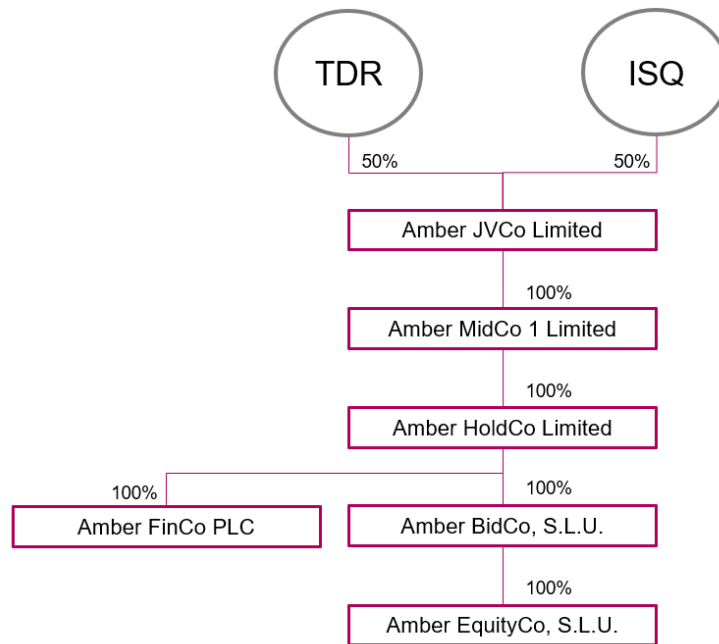 TDR
ISQ
50%
50%
Amber JVCo Limited
100%
Amber MidCo 1 Limited
100%
Amber HoldCo Limited
100%
100%
Amber FinCo PLC
Amber BidCo, S.L.U.
100%
Amber EquityCo, S.L.U.